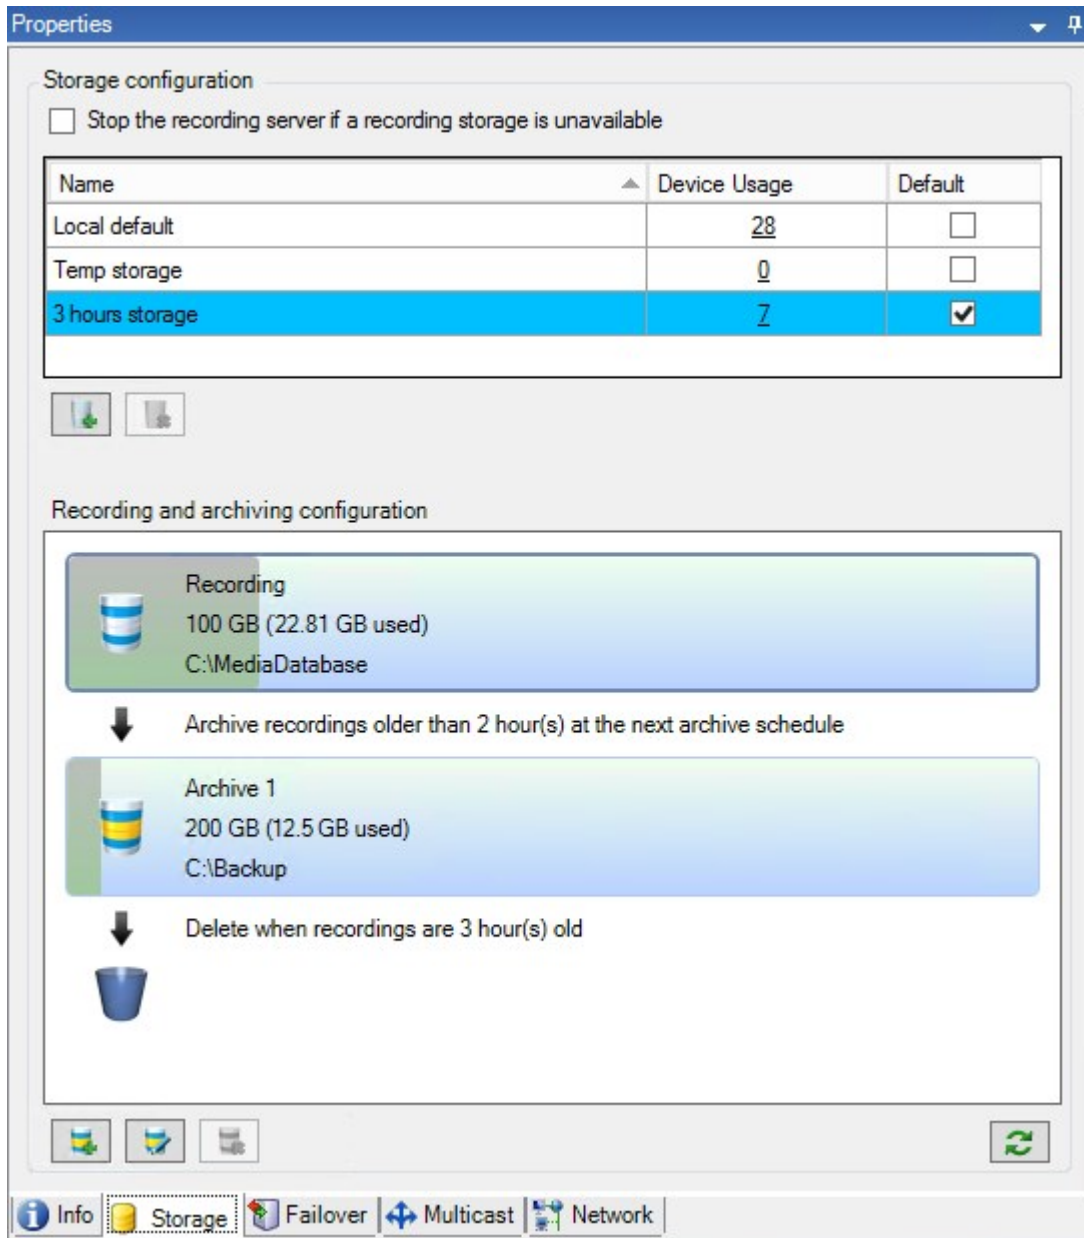 Properties
Storage configuration
Stop the recording server if a recording storage is unavailable
Name Device Usage Default
Local default 28
Temp storage 0
3 hours storage 7
Recording and archiving configuration
Recording
100 GB (22.81 GB used)
C:\MediaDatabase
Archive recordings older than 2 hour(s) at the next archive schedule
Archive 1
200 GB (12.5 GB used)
C:\Backup
Delete when recordings are 3 hour(s) old
Info Storage Failover Multicast Network